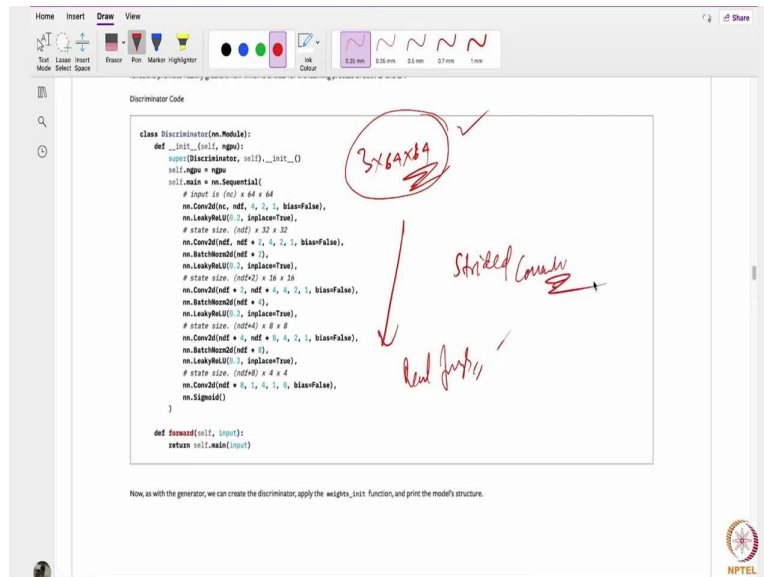 Home Insert Draw View
Share
Text Mode
Lasso Select
Insert Space
Eraser
Pen
Marker
Highlighter
Ink Colour
0.25 mm
0.35 mm
0.5 mm
0.7 mm
1 mm
Discriminator Code
class Discriminator(nn.Module):
def __init__(self, ngpu):
super(Discriminator, self).__init__()
self.ngpu = ngpu
self.main = nn.Sequential(
# input is (nc) x 64 x 64
nn.Conv2d(nc, ndf, 4, 2, 1, bias=False),
nn.LeakyReLU(0.2, inplace=True),
# state size. (ndf) x 32 x 32
nn.Conv2d(ndf, ndf * 2, 4, 2, 1, bias=False),
nn.BatchNorm2d(ndf * 2),
nn.LeakyReLU(0.2, inplace=True),
# state size. (ndf*2) x 16 x 16
nn.Conv2d(ndf * 2, ndf * 4, 4, 2, 1, bias=False),
nn.BatchNorm2d(ndf * 4),
nn.LeakyReLU(0.2, inplace=True),
# state size. (ndf*4) x 8 x 8
nn.Conv2d(ndf * 4, ndf * 8, 4, 2, 1, bias=False),
nn.BatchNorm2d(ndf * 8),
nn.LeakyReLU(0.2, inplace=True),
# state size. (ndf*8) x 4 x 4
nn.Conv2d(ndf * 8, 1, 4, 1, 0, bias=False),
nn.Sigmoid()
)
def forward(self, input):
return self.main(input)
3x64x64
Strided
Real
Now, as with the generator, we can create the discriminator, apply the weights_init function, and print the model's structure.
NPTEL